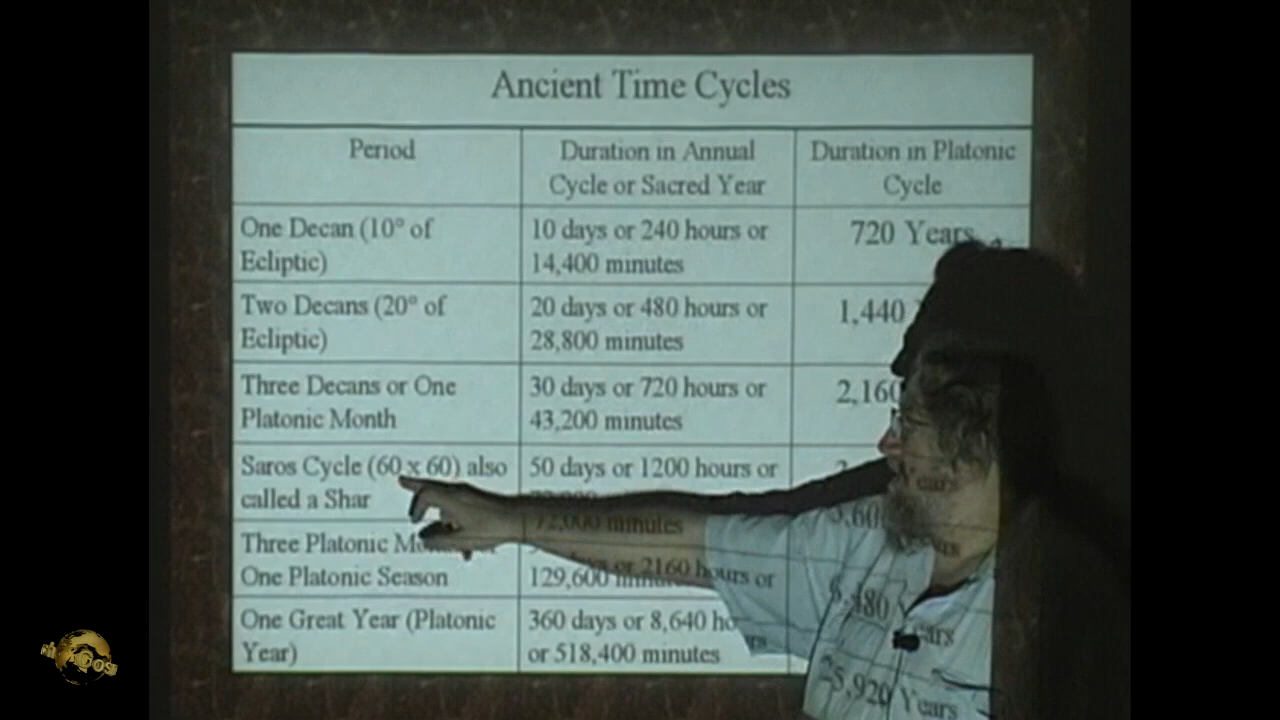 Ancient Time Cycles
Period
Duration in Annual
Cycle or Sacred Year
Duration in Platonic
Cycle
One Decan (10° of
Ecliptic)
10 days or 240 hours or
14,400 minutes
720 Years
Two Decans (20° of
Ecliptic)
20 days or 480 hours or
28,800 minutes
1,440
Three Decans or One
Platonic Month
30 days or 720 hours or
43,200 minutes
2,160
Years
Saros Cycle (60 x 60) also
called a Shar
50 days or 1200 hours or
72,000 minutes
Three Platonic
One Platonic Season
days or 2160 hours or
129,600 minutes
6,480 Years
One Great Year (Platonic
Year)
360 days or 8,640
or 518,400 minutes
25,920 Years